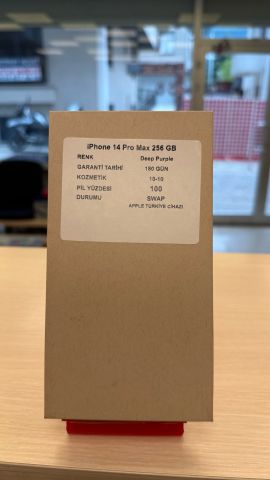 iPhone 14 Pro Max 256 GB
RENK Deep Purple
GARANTİ TARİHİ 180 GÜN
KOZMETİK 10-10
PİL YÜZDESİ 100
DURUMU SWAP
APPLE TÜRKİYE CİHAZI